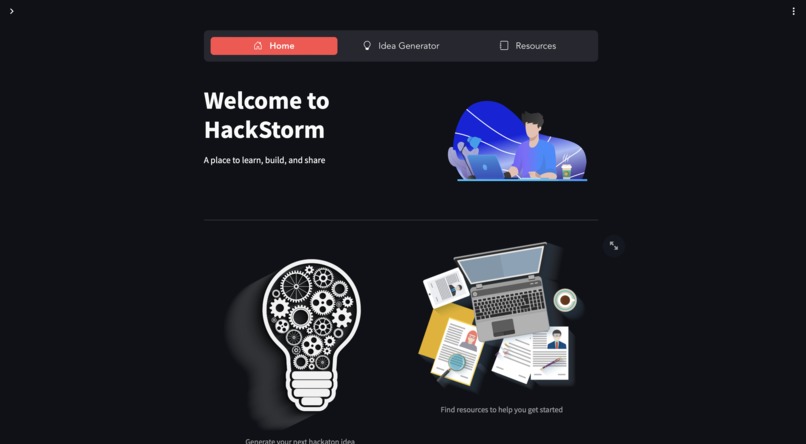 Home
Idea Generator
Resources
Welcome to
HackStorm
A place to learn, build, and share
Find resources to help you get started
Generate your next hackaton idea